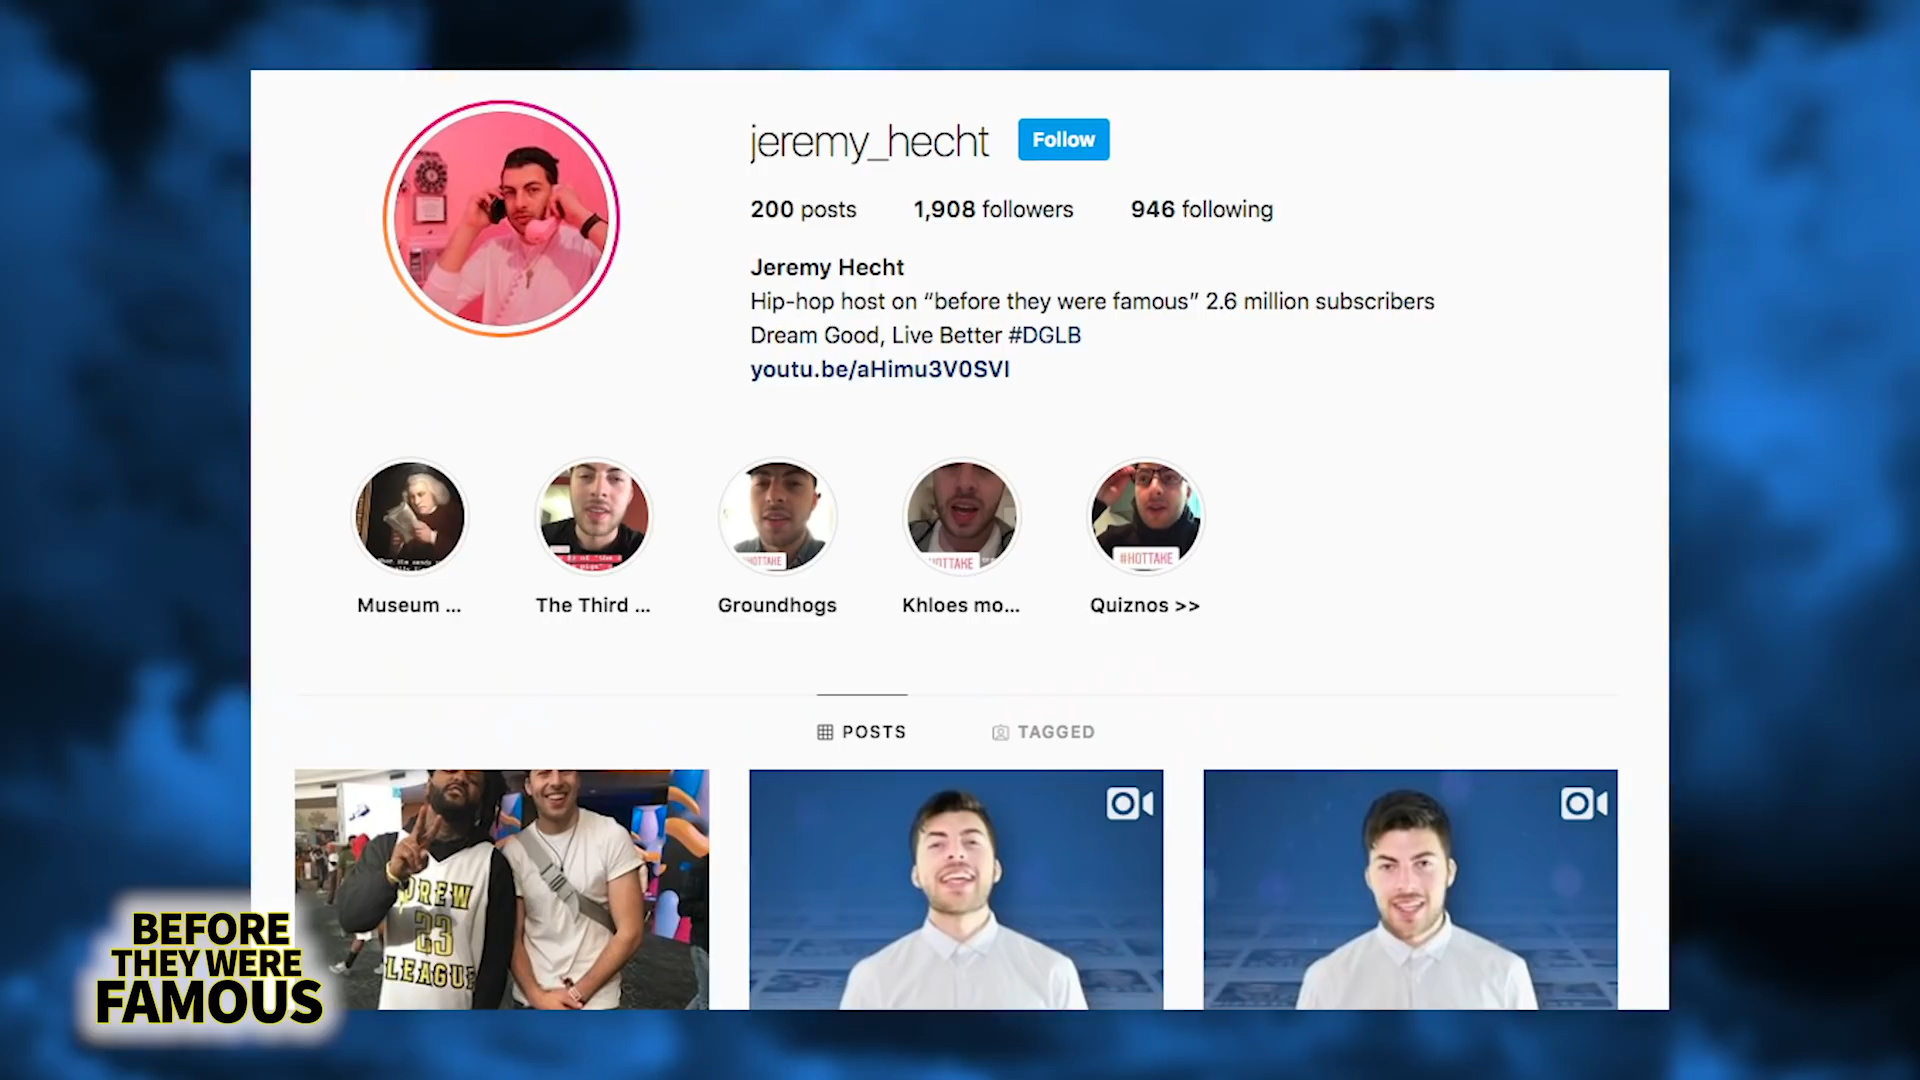 jeremy_hecht Follow
200 posts 1,908 followers 946 following
Jeremy Hecht
Hip-hop host on “before they were famous” 2.6 million subscribers
Dream Good, Live Better #DGLB
youtu.be/aHimu3V0SVI
#HOTTAKE
Museum ... The Third ... Groundhogs Khloes mo... Quiznos >>
POSTS TAGGED
DREW
23
LEAGUE
BEFORE
THEY WERE
FAMOUS